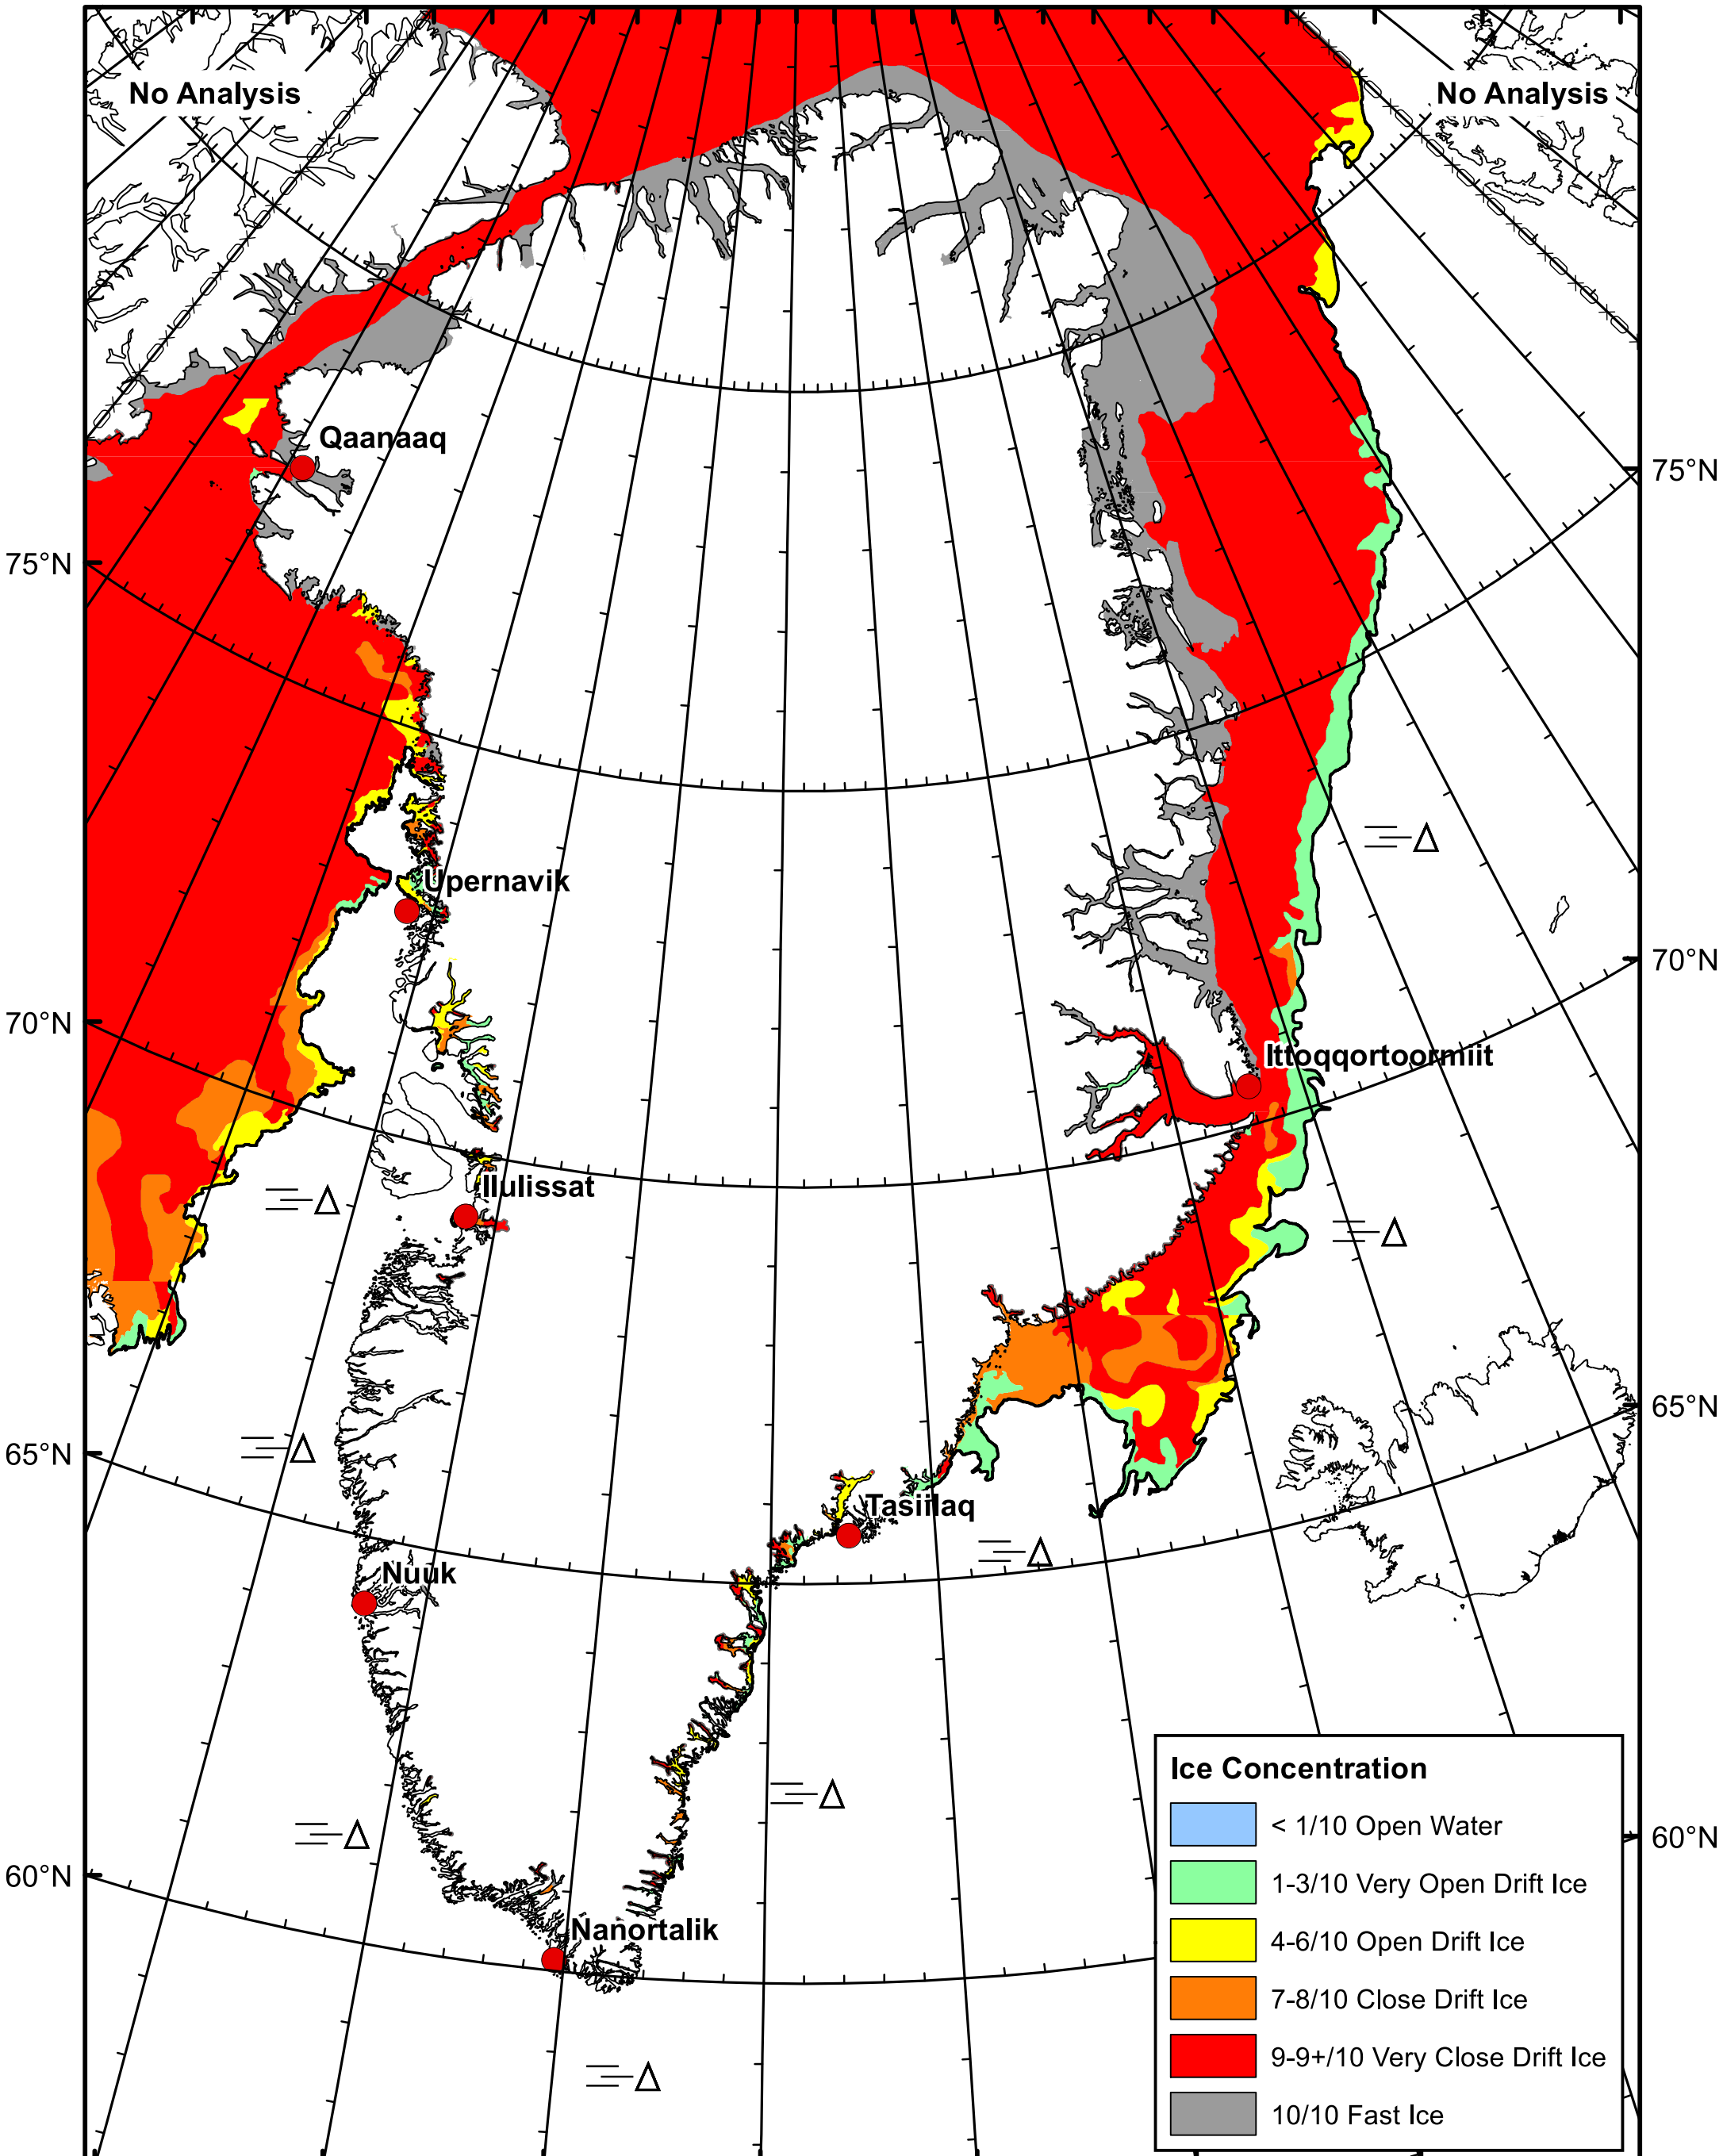 No Analysis
No Analysis
Qaanaaq
75°N
75°N
Upernavik
70°N
70°N
Ittoqqortoormiit
Ilulissat
65°N
65°N
Tasiilaq
Nuuk
Ice Concentration
< 1/10 Open Water
60°N
60°N
1-3/10 Very Open Drift Ice
Nanortalik
4-6/10 Open Drift Ice
7-8/10 Close Drift Ice
9-9+/10 Very Close Drift Ice
10/10 Fast Ice